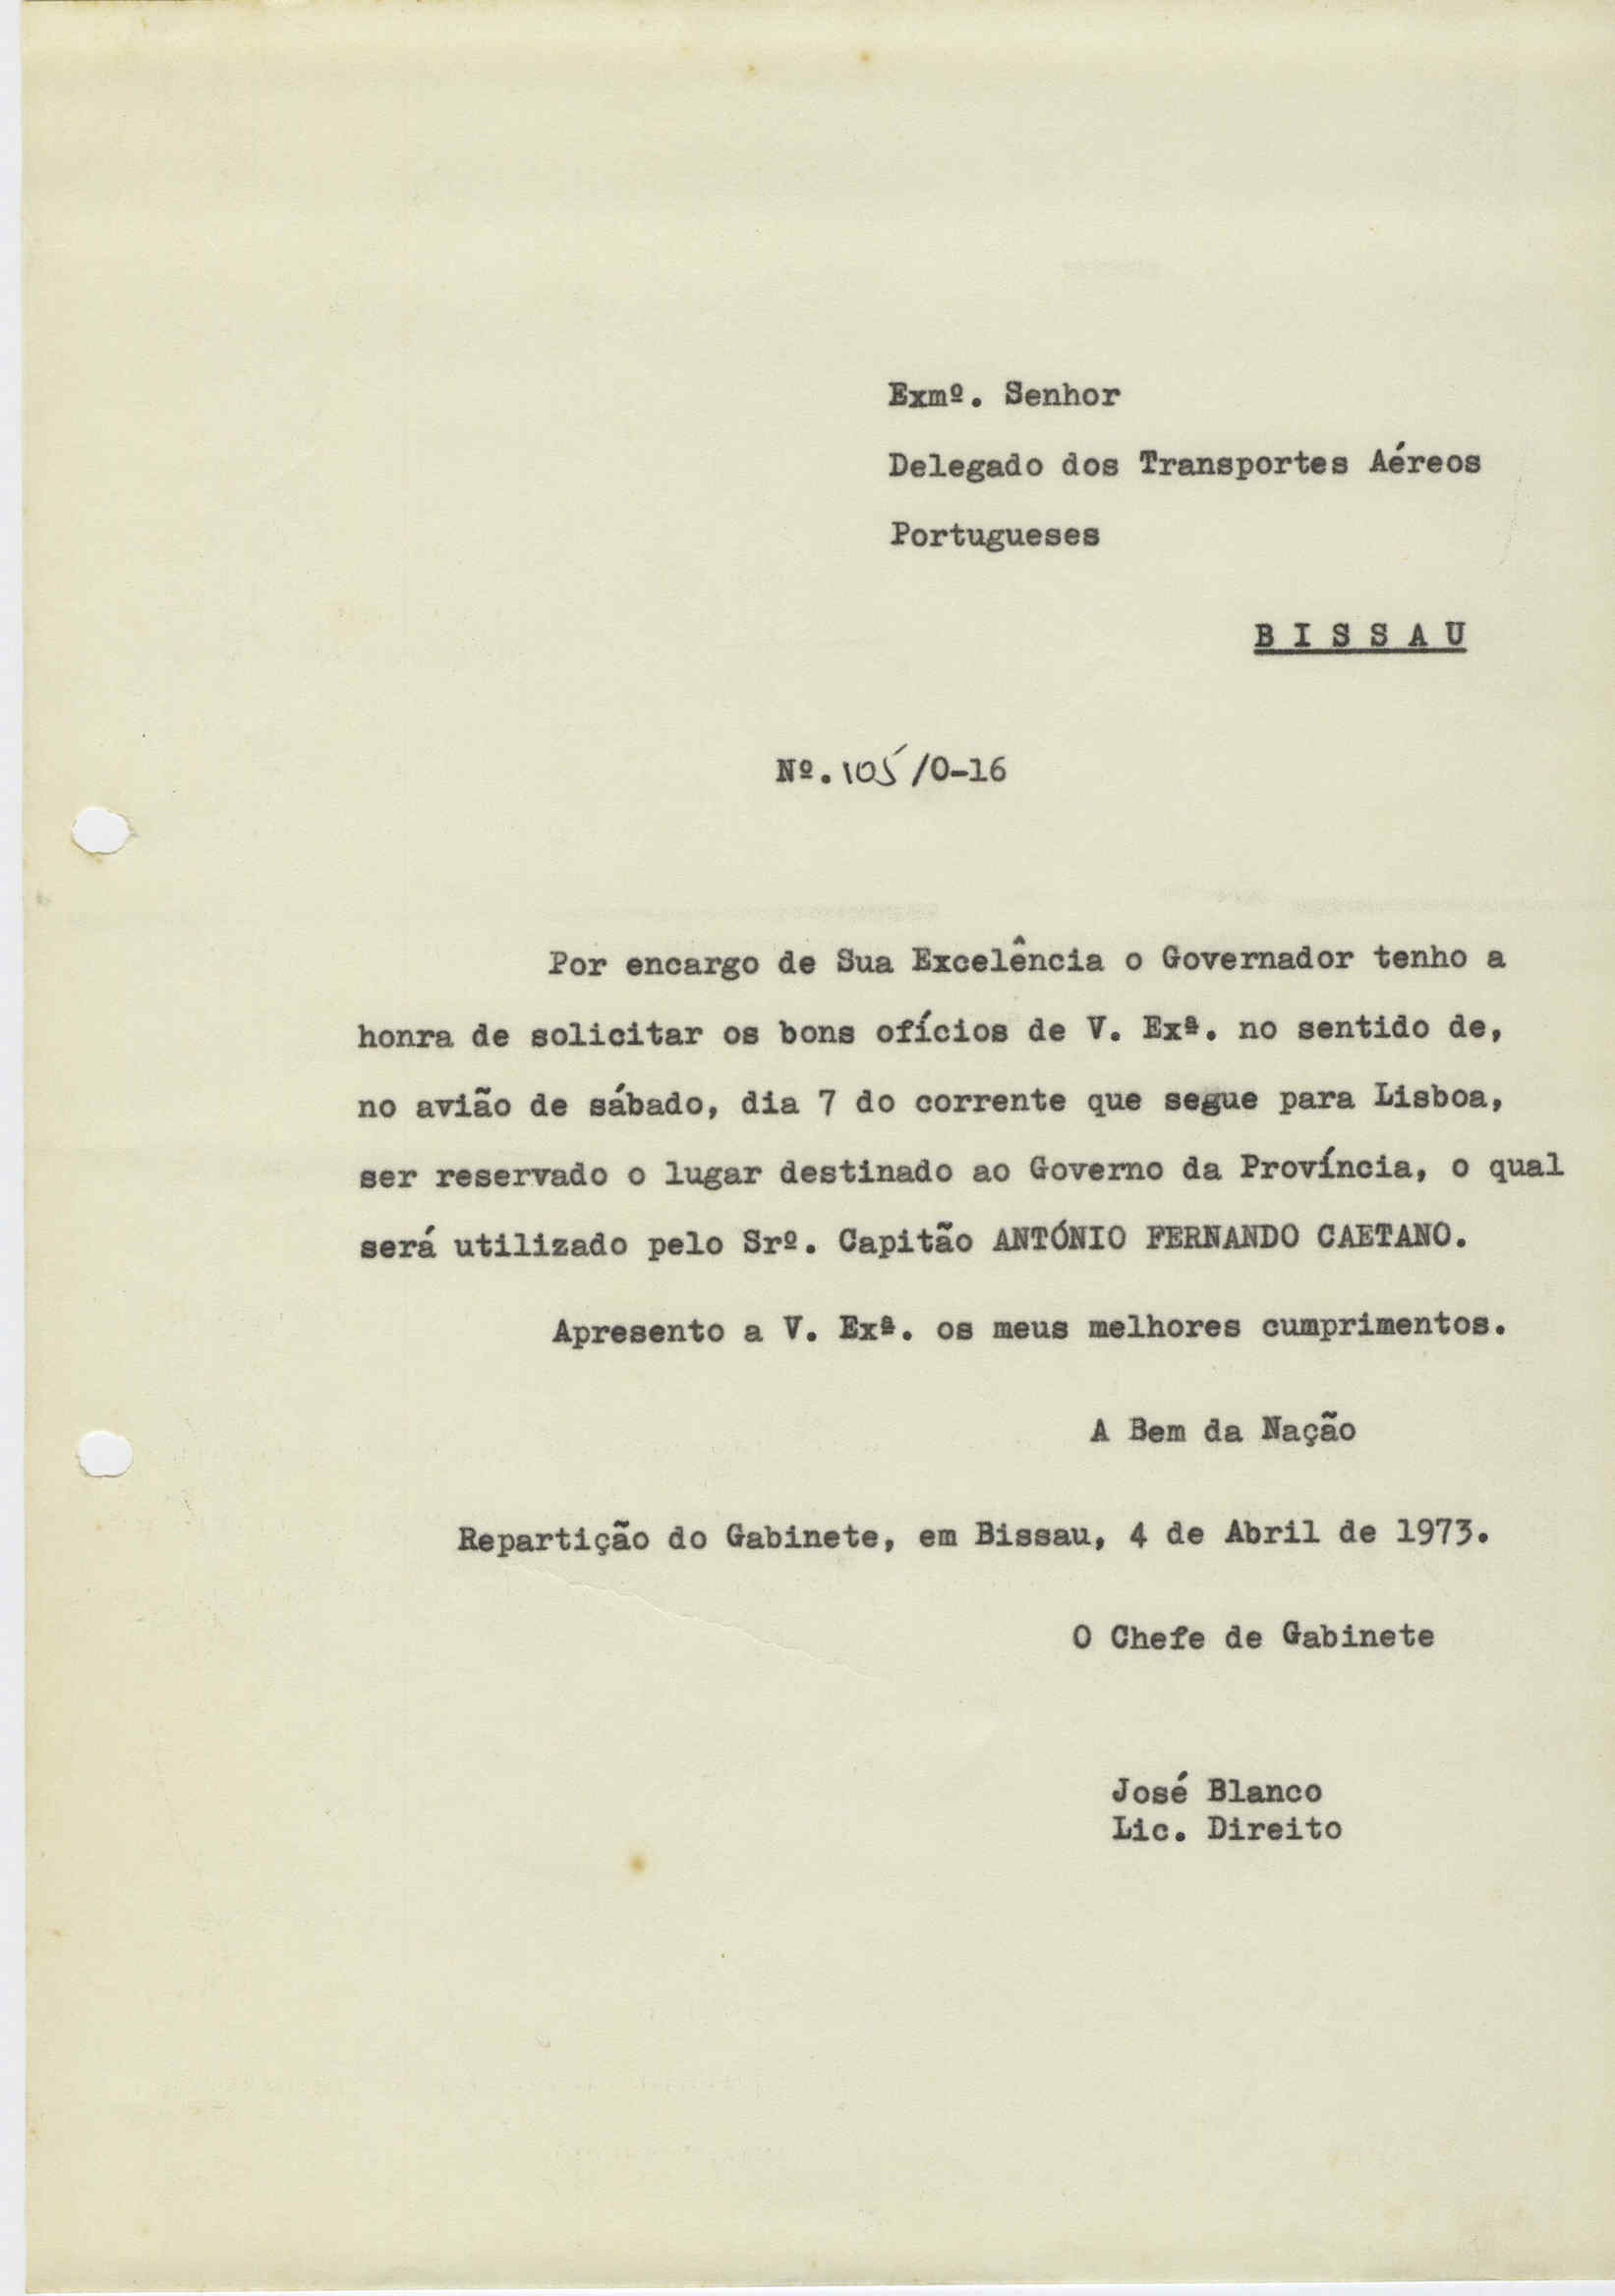 Exmº. Senhor
Delegado dos Transportes Aéreos
Portugueses
B I S S A U
Nº. 105/0-16
Por encargo de Sua Excelência o Governador tenho a
honra de solicitar os bons ofícios de V. Exª. no sentido de,
no avião de sábado, dia 7 do corrente que segue para Lisboa,
ser reservado o lugar destinado ao Governo da Província, o qual
será utilizado pelo Srº. Capitão ANTÓNIO FERNANDO CAETANO.
Apresento a V. Exª. os meus melhores cumprimentos.
A Bem da Nação
Repartição do Gabinete, em Bissau, 4 de Abril de 1973.
O Chefe de Gabinete
José Blanco
Lic. Direito